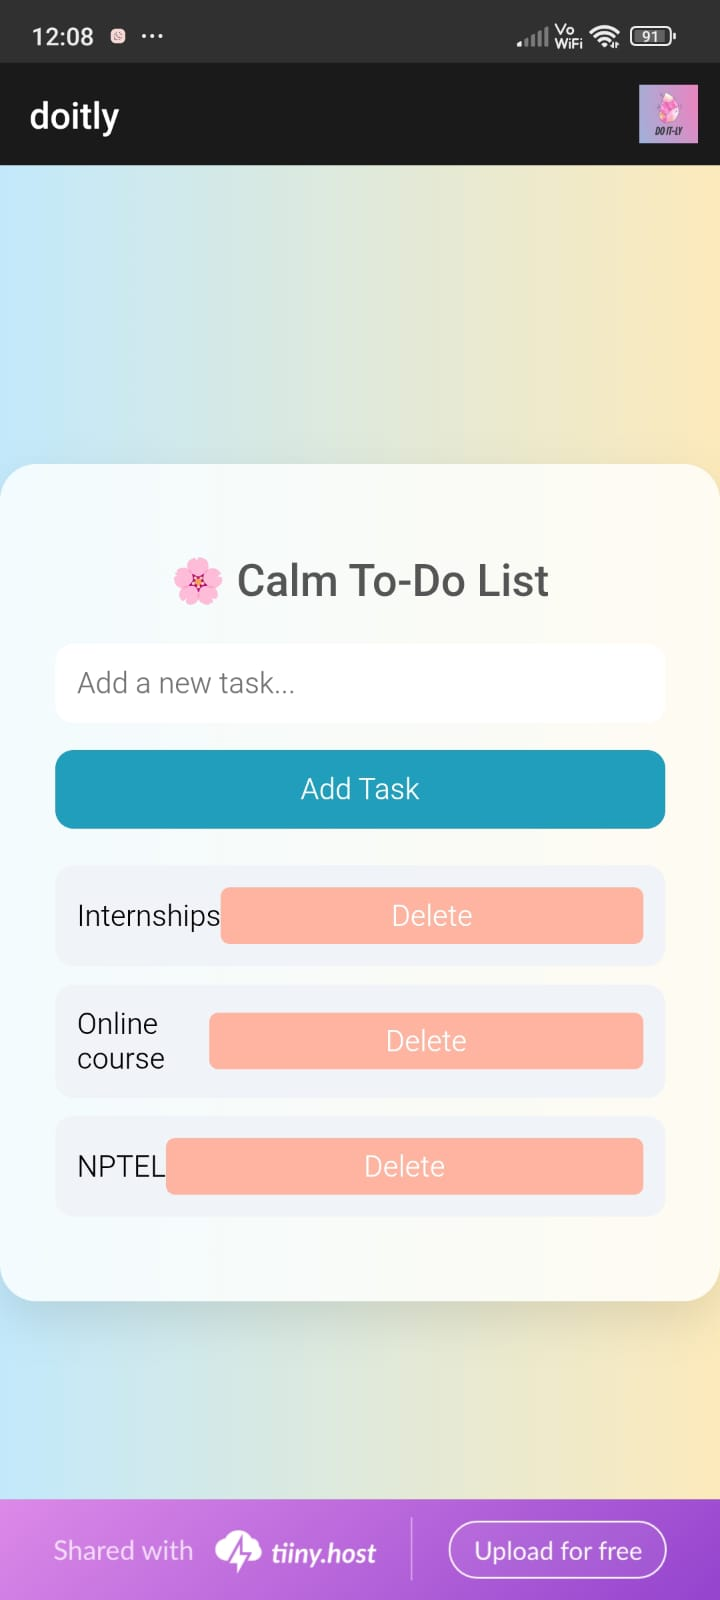 12:08 ... Vo WiFi 91
doitly
DO IT-LY
🌸 Calm To-Do List
Add a new task...
Add Task
Internships Delete
Online course Delete
NPTEL Delete
Shared with tiiny.host Upload for free